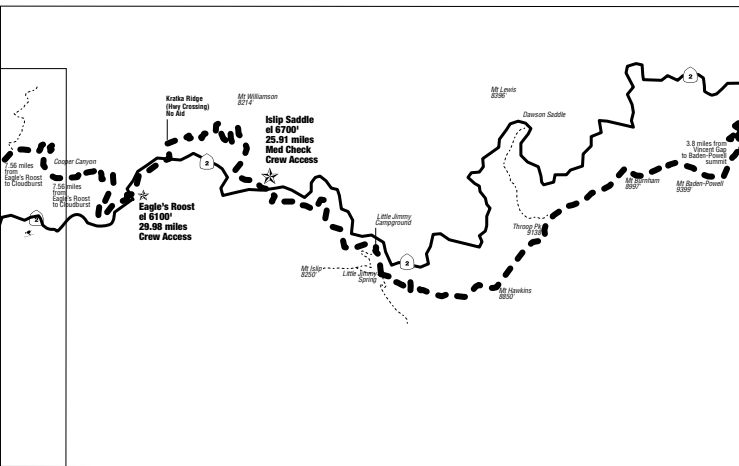 7.56 miles
from
Eagle's Roost
to Cloudburst
Cooper Canyon
7.56 miles
from
Eagle's Roost
to Cloudburst
2
Kratka Ridge
(Hwy Crossing)
No Aid
Mt Williamson
8214'
2
Islip Saddle
el 6700'
25.91 miles
Med Check
Crew Access
Eagle's Roost
el 6100'
29.98 miles
Crew Access
Little Jimmy
Campground
Mt Islip
8250'
Little Jimmy
Spring
2
Mt Lewis
8396'
Dawson Saddle
Throop Pk
9138'
Mt Hawkins
8850'
2
3.8 miles from
Vincent Gap
to Baden-Powell
summit
Mt Burnham
8997'
Mt Baden-Powell
9399'